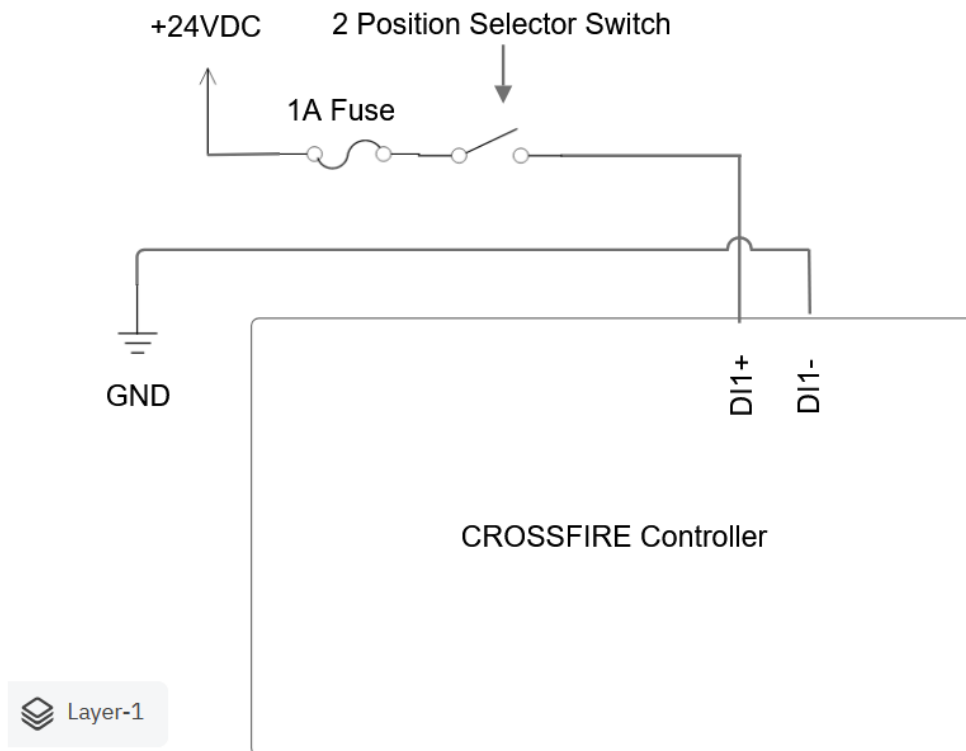 +24VDC
2 Position Selector Switch
1A Fuse
GND
DI1+
DI1-
CROSSFIRE Controller
Layer-1